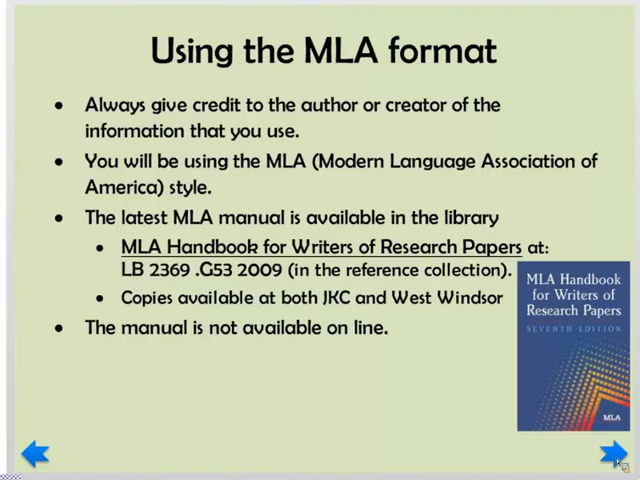 Using the MLA format
• Always give credit to the author or creator of the
information that you use.
• You will be using the MLA (Modern Language Association of
America) style.
• The latest MLA manual is available in the library
• MLA Handbook for Writers of Research Papers at:
LB 2369 .G53 2009 (in the reference collection).
• Copies available at both JKC and West Windsor
• The manual is not available on line.
MLA Handbook
for Writers of
Research Papers
SEVENTH EDITION
MLA